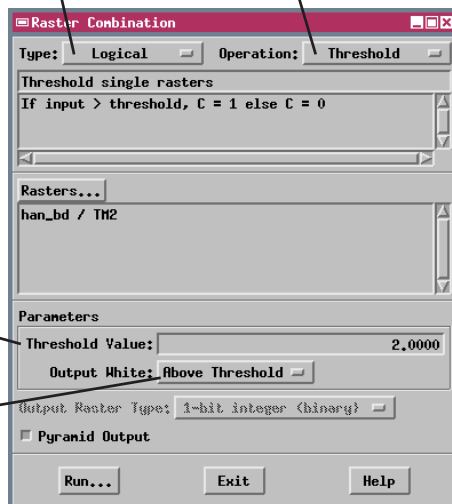 Raster Combination
Type: Logical Operation: Threshold
Threshold single rasters
If input > threshold, C = 1 else C = 0
Rasters...
han_bd / TM2
Parameters
Threshold Value: 2.0000
Output White: Above Threshold
Output Raster Type: 1-bit integer (binary)
Pyramid Output
Run... Exit Help